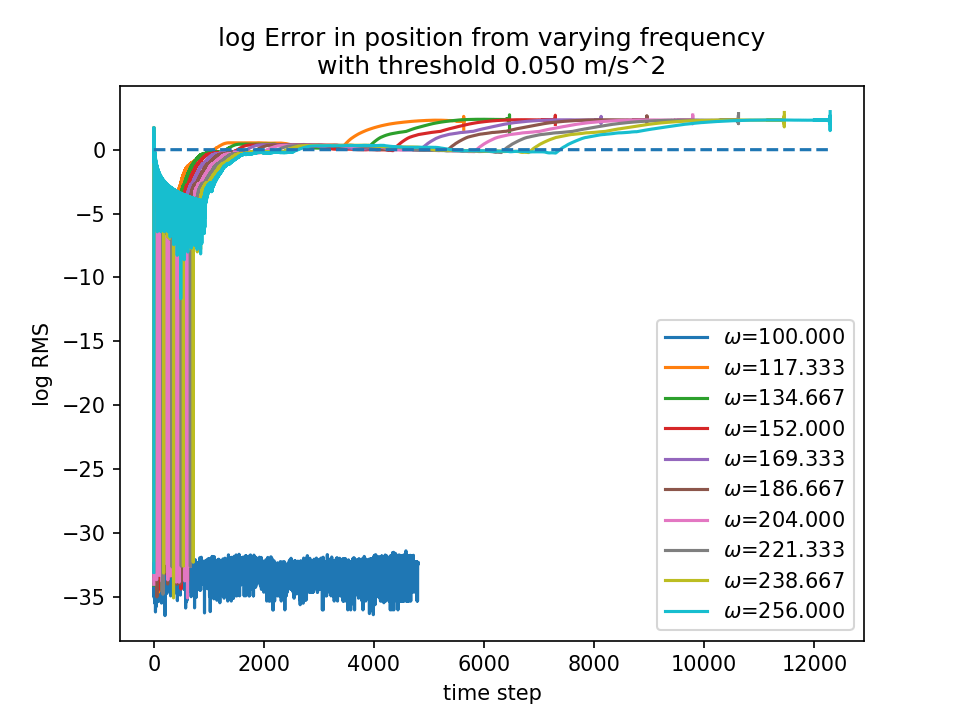 log Error in position from varying frequency
with threshold 0.050 m/s^2
log RMS
0
−5
−10
−15
−20
−25
−30
−35
ω=100.000
ω=117.333
ω=134.667
ω=152.000
ω=169.333
ω=186.667
ω=204.000
ω=221.333
ω=238.667
ω=256.000
0 2000 4000 6000 8000 10000 12000
time step